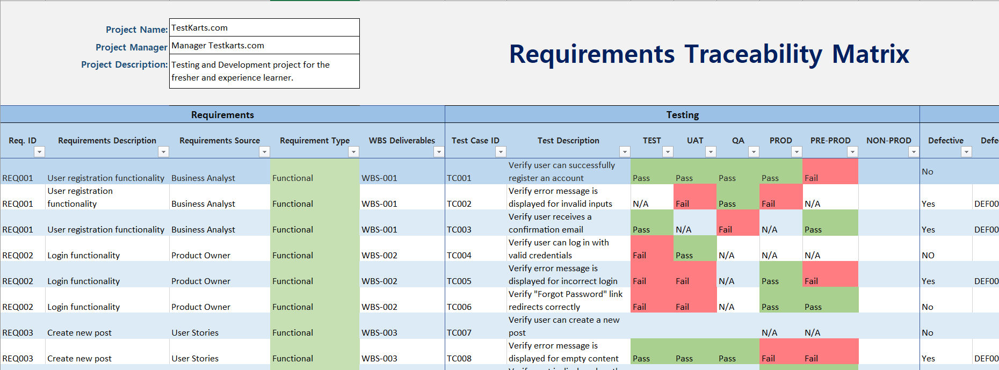 Project Name: TestKarts.com
Project Manager Manager Testkarts.com
Project Description: Testing and Development project for the
fresher and experience learner.
Requirements Traceability Matrix
Requirements Testing
Req. ID Requirements Description Requirements Source Requirement Type WBS Deliverables Test Case ID Test Description TEST UAT QA PROD PRE-PROD NON-PROD Defective
REQ001 User registration functionality Business Analyst Functional WBS-001 TC001 Verify user can successfully
register an account Pass Pass Pass Pass Fail No
REQ001 User registration
functionality Business Analyst Functional WBS-001 TC002 Verify error message is
displayed for invalid inputs N/A Fail Pass Fail N/A Yes DEF00
REQ001 User registration functionality Business Analyst Functional WBS-001 TC003 Verify user receives a
confirmation email Pass N/A Fail N/A Pass Yes DEF00
REQ002 Login functionality Product Owner Functional WBS-002 TC004 Verify user can log in with
valid credentials Fail Pass N/A N/A N/A NO
REQ002 Login functionality Product Owner Functional WBS-002 TC005 Verify error message is
displayed for incorrect login Fail Fail N/A Pass Fail Yes DEF00
REQ002 Login functionality Product Owner Functional WBS-002 TC006 Verify "Forgot Password" link
redirects correctly Fail Fail N/A Pass Pass No
REQ003 Create new post User Stories Functional WBS-003 TC007 Verify user can create a new
post N/A N/A No
REQ003 Create new post User Stories Functional WBS-003 TC008 Verify error message is
displayed for empty content Pass Pass Pass Fail Fail Yes DEF00